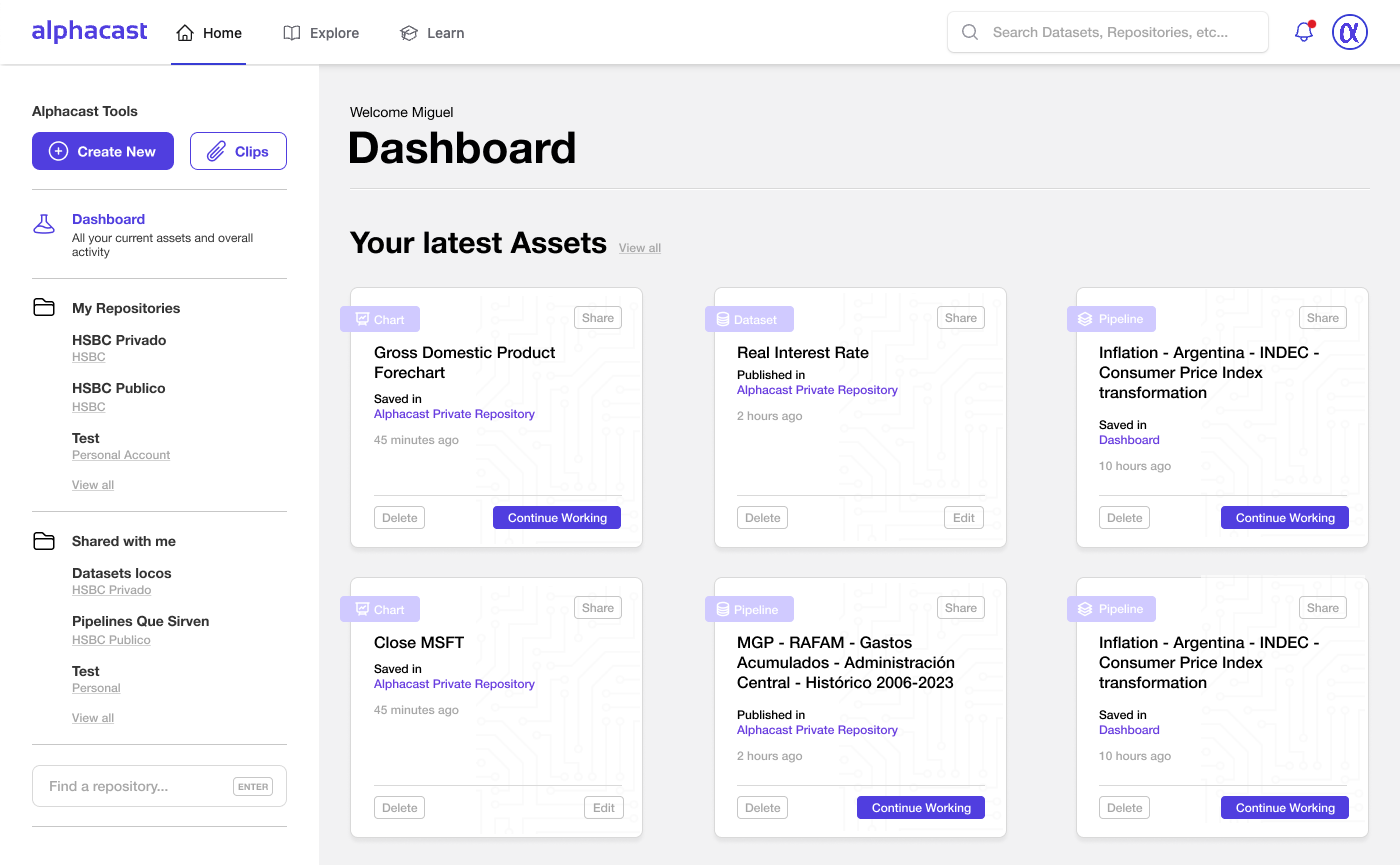 alphacast
Home
Explore
Learn
Search Datasets, Repositories, etc...
α
Alphacast Tools
Create New
Clips
Dashboard
All your current assets and overall
activity
My Repositories
HSBC Privado
HSBC
HSBC Publico
HSBC
Test
Personal Account
View all
Shared with me
Datasets locos
HSBC Privado
Pipelines Que Sirven
HSBC Publico
Test
Personal
View all
Find a repository...
ENTER
Welcome Miguel
Dashboard
Your latest Assets
View all
Chart
Share
Gross Domestic Product
Forechart
Saved in
Alphacast Private Repository
45 minutes ago
Delete
Continue Working
Dataset
Share
Real Interest Rate
Published in
Alphacast Private Repository
2 hours ago
Delete
Edit
Pipeline
Share
Inflation - Argentina - INDEC -
Consumer Price Index
transformation
Saved in
Dashboard
10 hours ago
Delete
Continue Working
Chart
Share
Close MSFT
Saved in
Alphacast Private Repository
45 minutes ago
Delete
Edit
Pipeline
Share
MGP - RAFAM - Gastos
Acumulados - Administración
Central - Histórico 2006-2023
Published in
Alphacast Private Repository
2 hours ago
Delete
Continue Working
Pipeline
Share
Inflation - Argentina - INDEC -
Consumer Price Index
transformation
Saved in
Dashboard
10 hours ago
Delete
Continue Working